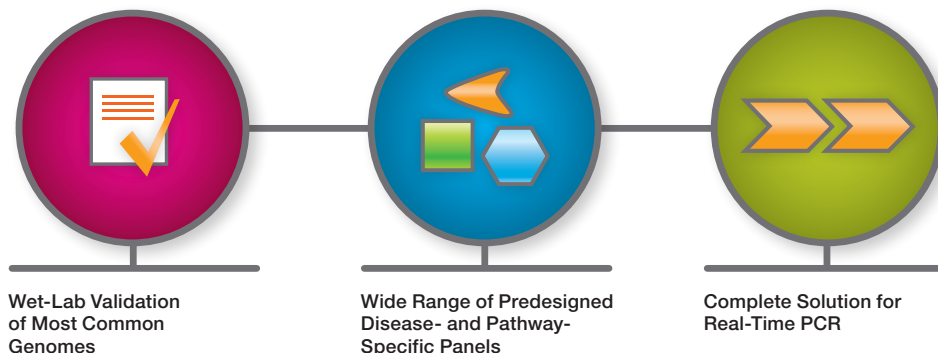 Wet-Lab Validation
of Most Common
Genomes
Wide Range of Predesigned
Disease- and Pathway-
Specific Panels
Complete Solution for
Real-Time PCR